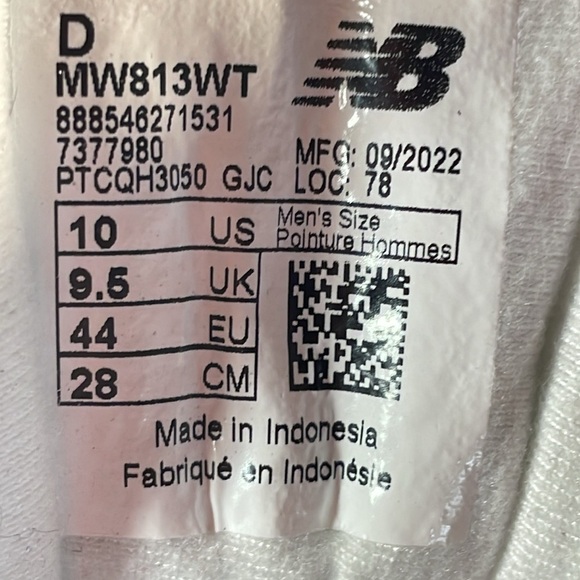 D
NB
MW813WT
888546271531
7377980
MFG: 09/2022
PTCQH3050 GJC LOC: 78
10 US Men's Size
Pointure Hommes
9.5 UK
44 EU
28 CM
Made in Indonesia
Fabriqué en Indonésie